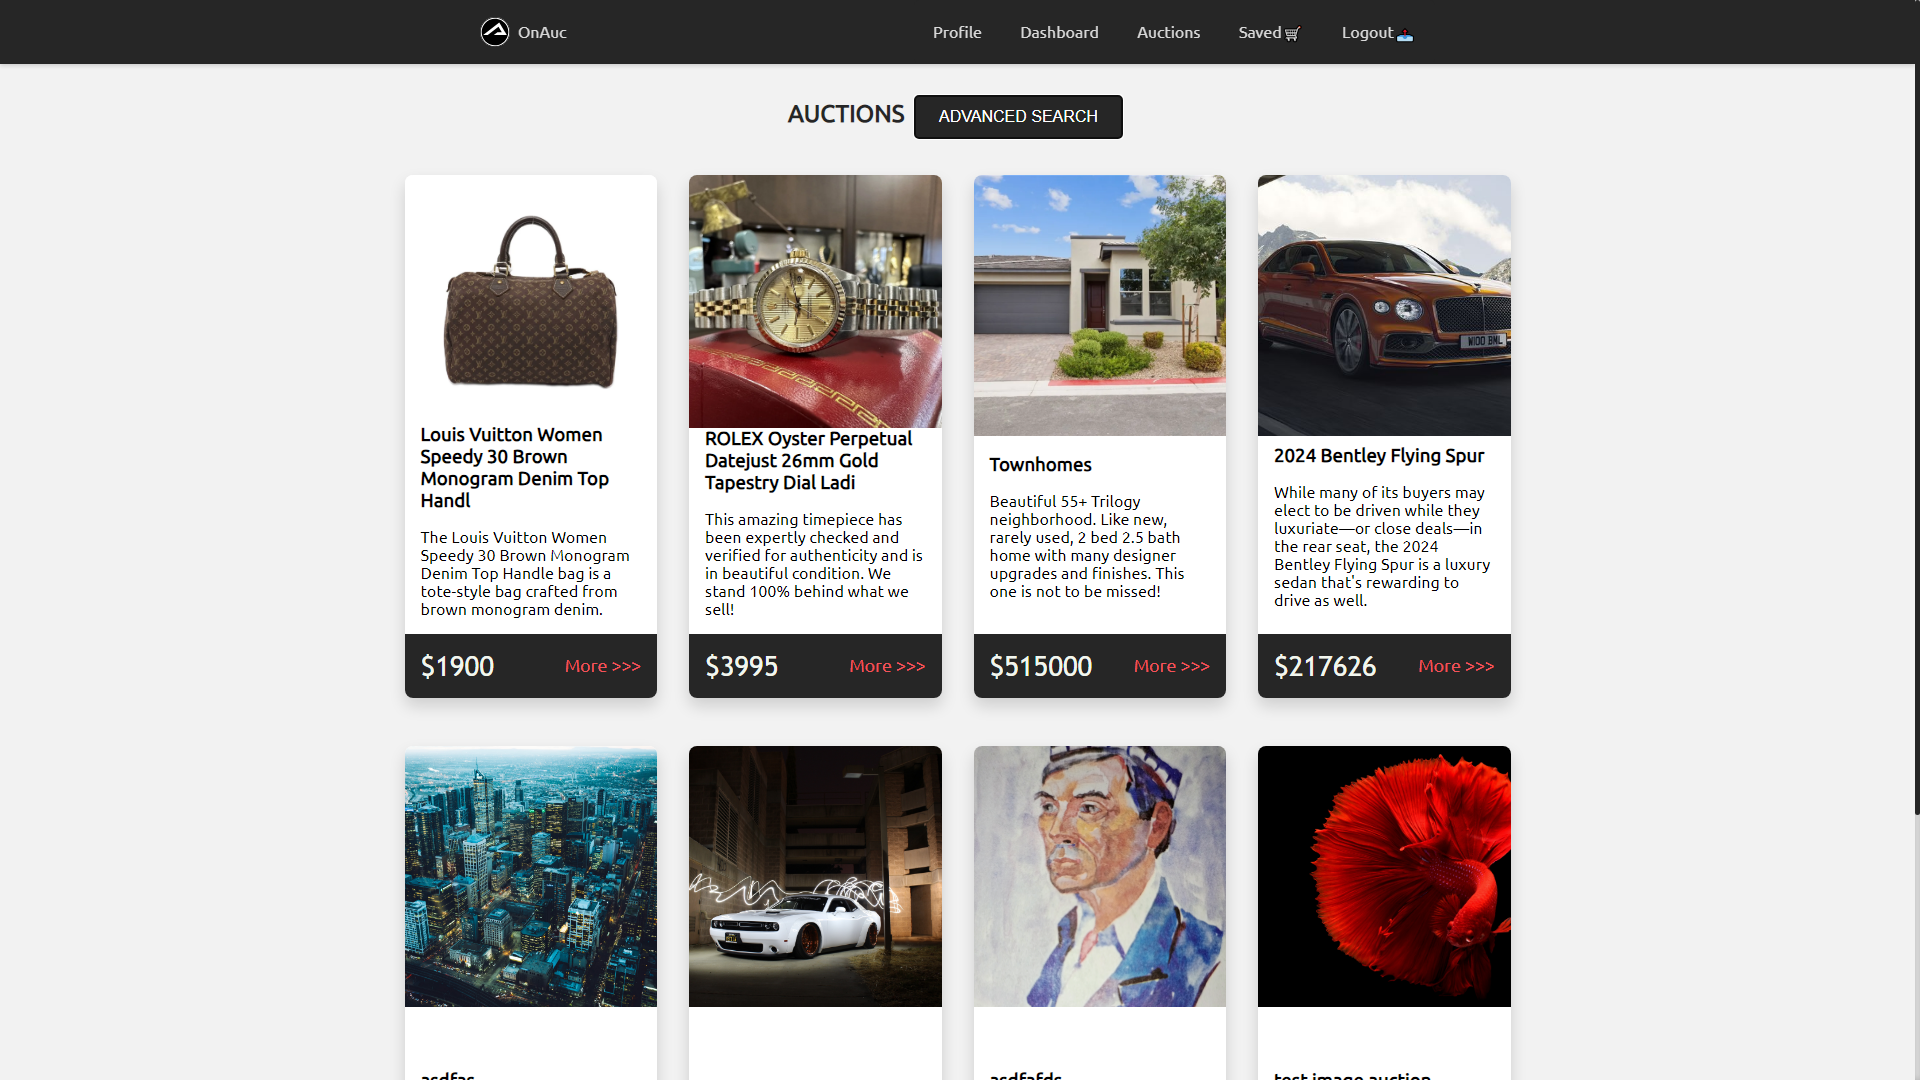 OnAuc
Profile
Dashboard
Auctions
Saved
Logout
AUCTIONS
ADVANCED SEARCH
Louis Vuitton Women
Speedy 30 Brown
Monogram Denim Top
Handl
The Louis Vuitton Women
Speedy 30 Brown Monogram
Denim Top Handle bag is a
tote-style bag crafted from
brown monogram denim.
$1900
More >>>
ROLEX Oyster Perpetual
Datejust 26mm Gold
Tapestry Dial Ladi
This amazing timepiece has
been expertly checked and
verified for authenticity and is
in beautiful condition. We
stand 100% behind what we
sell!
$3995
More >>>
Townhomes
Beautiful 55+ Trilogy
neighborhood. Like new,
rarely used, 2 bed 2.5 bath
home with many designer
upgrades and finishes. This
one is not to be missed!
$515000
More >>>
W100 BML
2024 Bentley Flying Spur
While many of its buyers may
elect to be driven while they
luxuriate—or close deals—in
the rear seat, the 2024
Bentley Flying Spur is a luxury
sedan that's rewarding to
drive as well.
$217626
More >>>
asdfas
asdfafds
test image auction